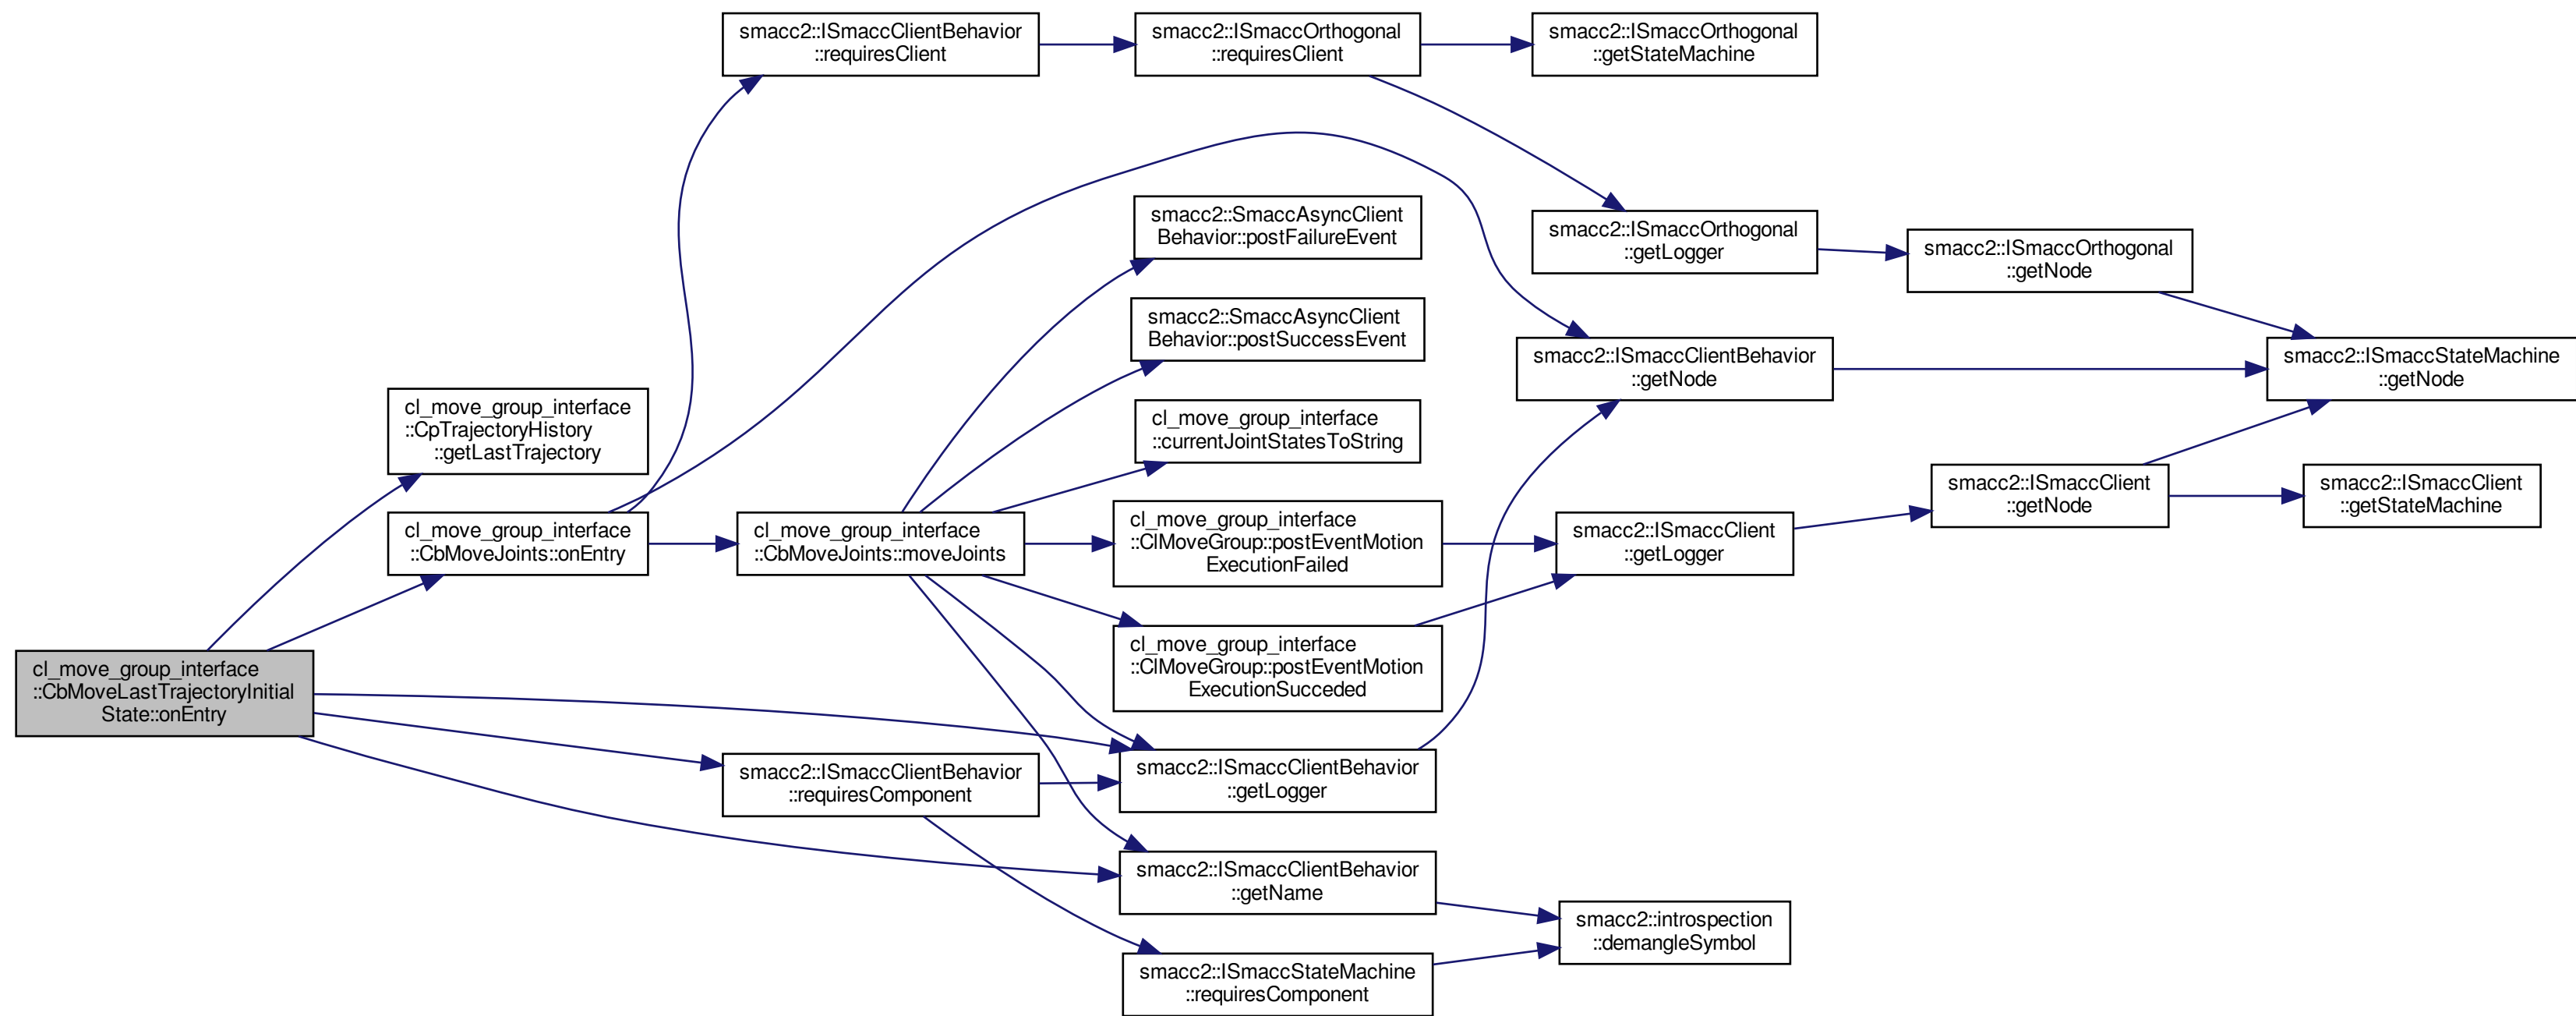 smacc2::ISmaccClientBehavior
::requiresClient
smacc2::ISmaccOrthogonal
::requiresClient
smacc2::ISmaccOrthogonal
::getStateMachine
smacc2::SmaccAsyncClient
Behavior::postFailureEvent
smacc2::ISmaccOrthogonal
::getLogger
smacc2::ISmaccOrthogonal
::getNode
smacc2::SmaccAsyncClient
Behavior::postSuccessEvent
smacc2::ISmaccClientBehavior
::getNode
smacc2::ISmaccStateMachine
::getNode
cl_move_group_interface
::CpTrajectoryHistory
::getLastTrajectory
cl_move_group_interface
::currentJointStatesToString
smacc2::ISmaccClient
::getNode
smacc2::ISmaccClient
::getStateMachine
cl_move_group_interface
::CbMoveJoints::onEntry
cl_move_group_interface
::CbMoveJoints::moveJoints
cl_move_group_interface
::ClMoveGroup::postEventMotion
ExecutionFailed
smacc2::ISmaccClient
::getLogger
cl_move_group_interface
::ClMoveGroup::postEventMotion
ExecutionSucceded
cl_move_group_interface
::CbMoveLastTrajectoryInitial
State::onEntry
smacc2::ISmaccClientBehavior
::requiresComponent
smacc2::ISmaccClientBehavior
::getLogger
smacc2::ISmaccClientBehavior
::getName
smacc2::introspection
::demangleSymbol
smacc2::ISmaccStateMachine
::requiresComponent